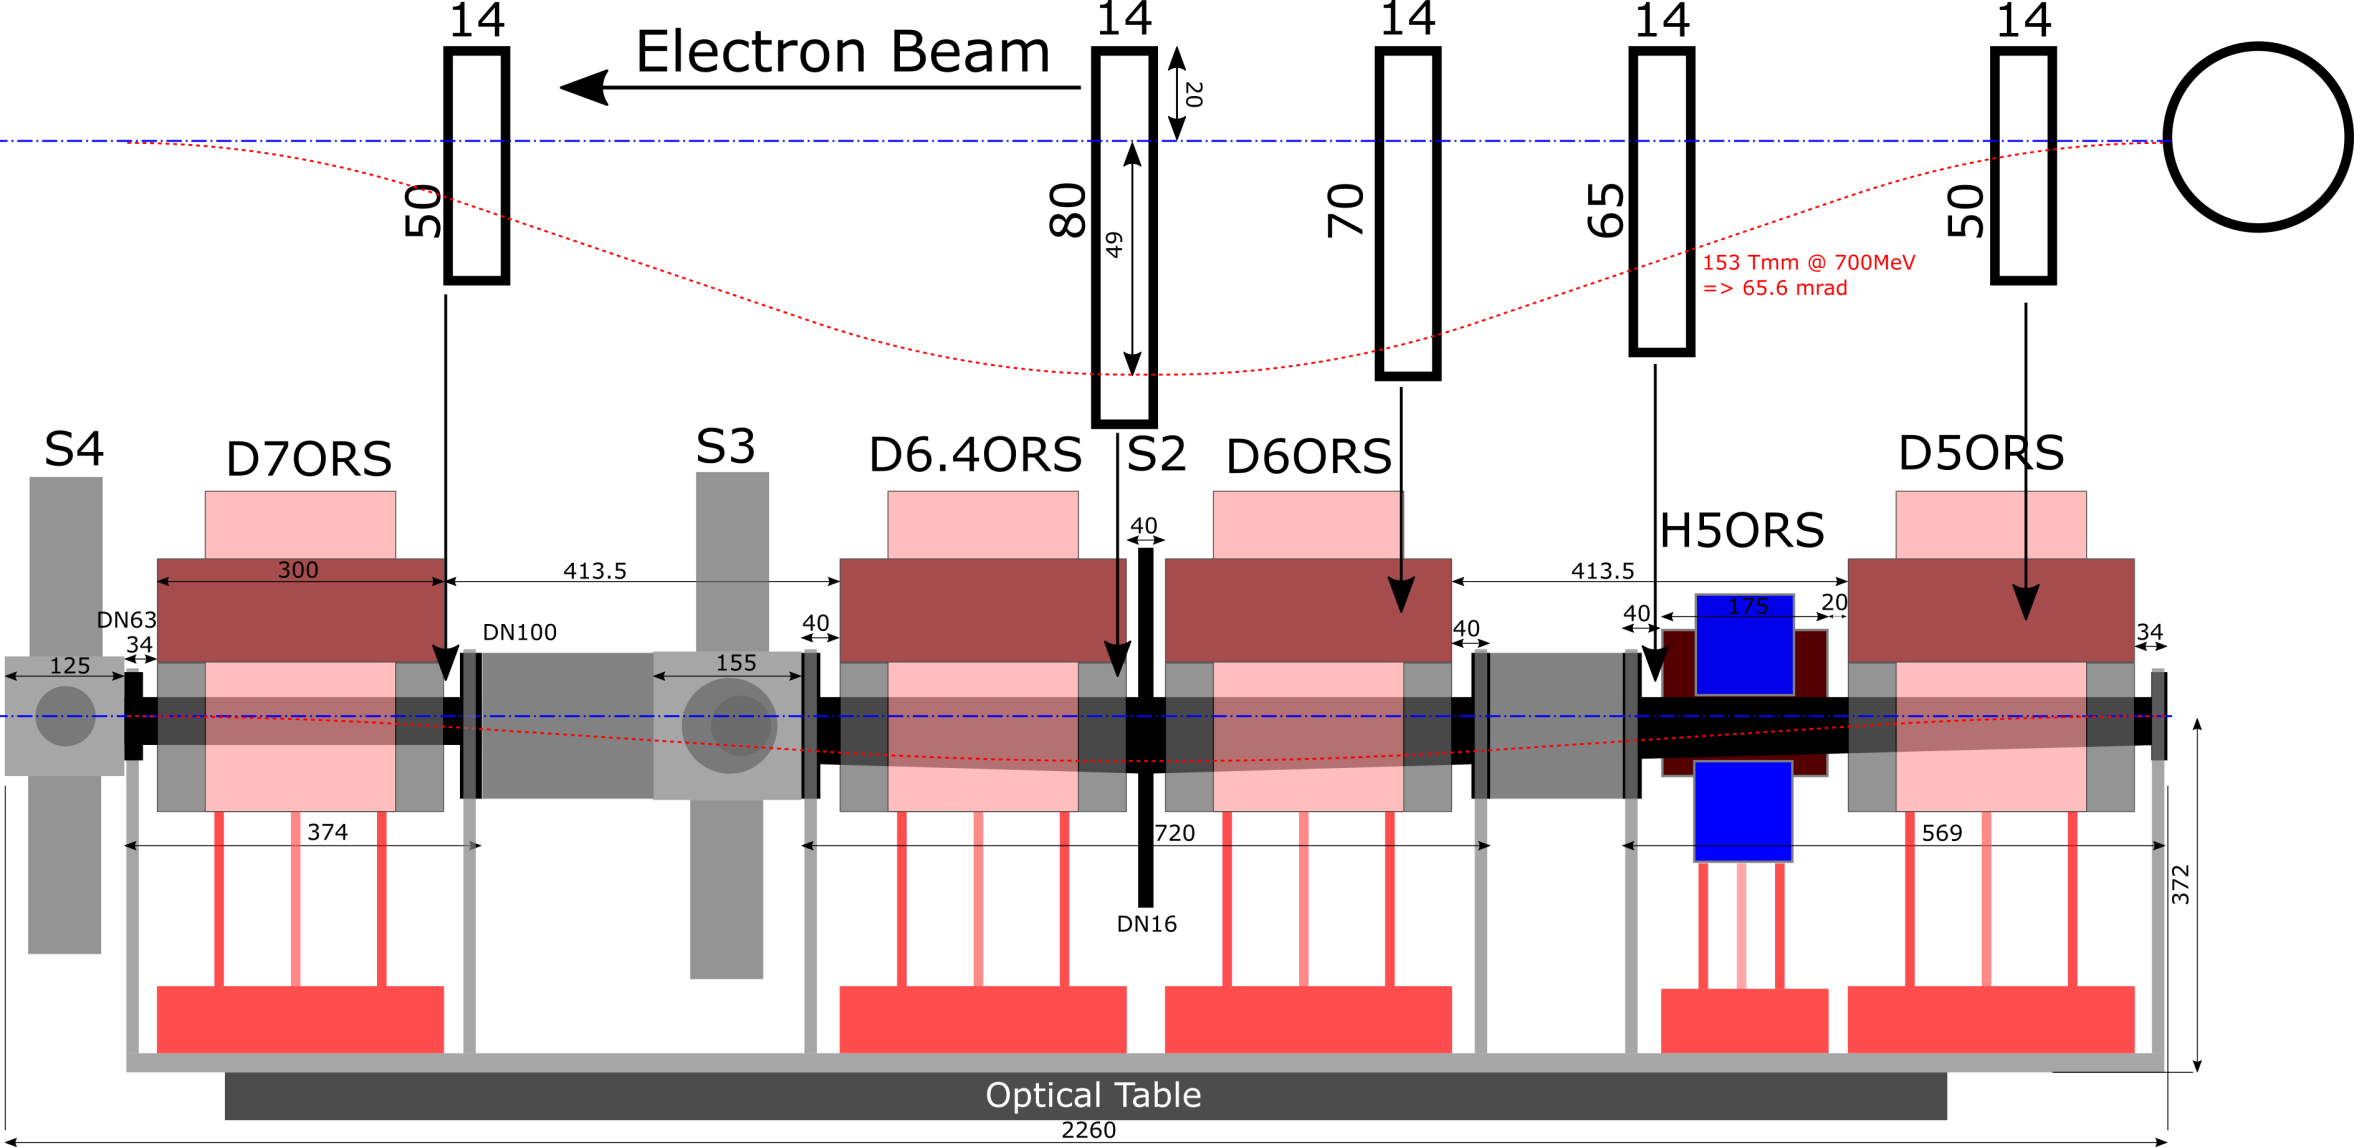 14
14
14
14
14
Electron Beam
20
50
80
49
70
65
50
153 Tmm @ 700MeV
=> 65.6 mrad
S4
D7ORS
S3
D6.4ORS
S2
D6ORS
D5ORS
H5ORS
40
300
413.5
413.5
175
20
DN63
34
DN100
40
40
40
34
125
155
374
720
569
372
DN16
Optical Table
2260